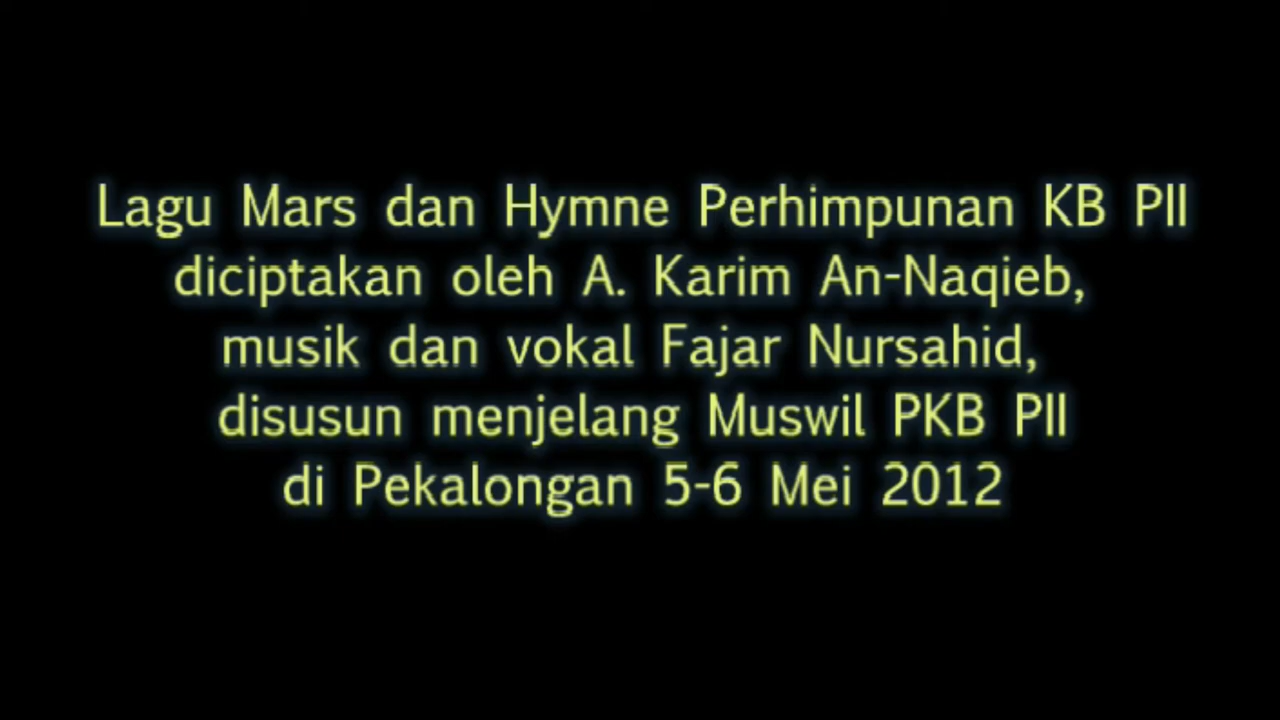 Lagu Mars dan Hymne Perhimpunan KB PII
diciptakan oleh A. Karim An-Naqieb,
musik dan vokal Fajar Nursahid,
disusun menjelang Muswil PKB PII
di Pekalongan 5-6 Mei 2012